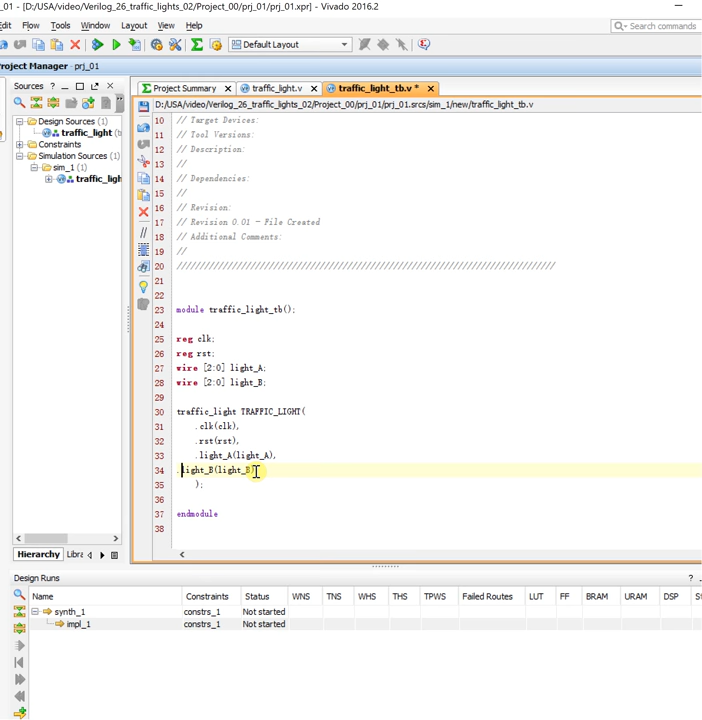 _01 - [D:/USA/video/Verilog_26_traffic_lights_02/Project_00/prj_01/prj_01.xpr] - Vivado 2016.2
Edit Flow Tools Window Layout View Help
Default Layout
Search commands
Project Manager - prj_01
Sources
Design Sources (1)
traffic_light (t
Constraints
Simulation Sources (1)
sim_1 (1)
traffic_ligh
Hierarchy Libra
Project Summary traffic_light.v traffic_light_tb.v *
D:/USA/video/Verilog_26_traffic_lights_02/Project_00/prj_01/prj_01.srcs/sim_1/new/traffic_light_tb.v
10 // Target Devices:
11 // Tool Versions:
12 // Description:
13 //
14 // Dependencies:
15 //
16 // Revision:
17 // Revision 0.01 - File Created
18 // Additional Comments:
19 //
20 ////////////////////////////////////////////////////////////////////////////////
21
22
23 module traffic_light_tb();
24
25 reg clk;
26 reg rst;
27 wire [2:0] light_A;
28 wire [2:0] light_B;
29
30 traffic_light TRAFFIC_LIGHT(
31 .clk(clk),
32 .rst(rst),
33 .light_A(light_A),
34 .light_B(light_B)
35 );
36
37 endmodule
38
Design Runs
Name Constraints Status WNS TNS WHS THS TPWS Failed Routes LUT FF BRAM URAM DSP
synth_1 constrs_1 Not started
impl_1 constrs_1 Not started